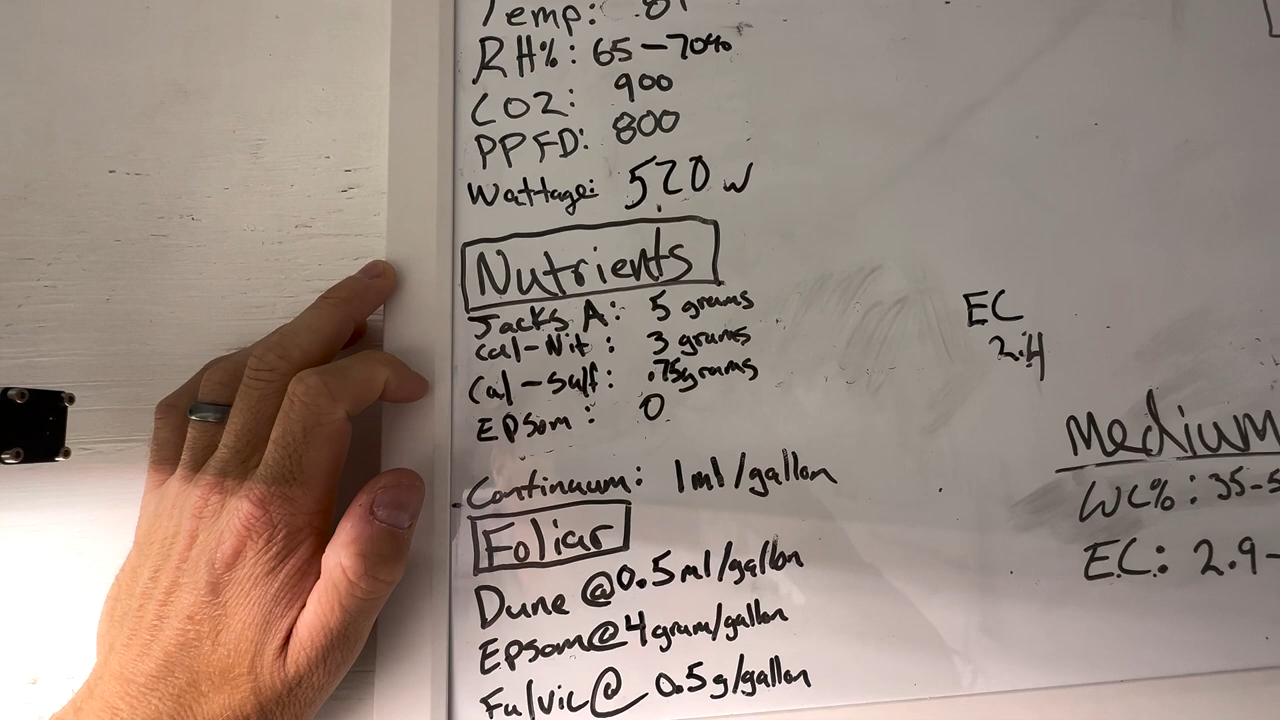 Temp: 81
RH%: 65-70%
CO2: 900
PPFD: 800
Wattage: 520 W
Nutrients
Jacks A: 5 grams
Cal-Nit: 3 grams
Cal-Sulf: .75grams
EPSom: 0
Continuum: 1ml/gallon
Foliar
Dune @0.5ml/gallon
Epsom@4gram/gallon
Fulvic@ 0.5g/gallon
EC
2.4
Medium
WC%: 35-5
E.C.: 2.9-